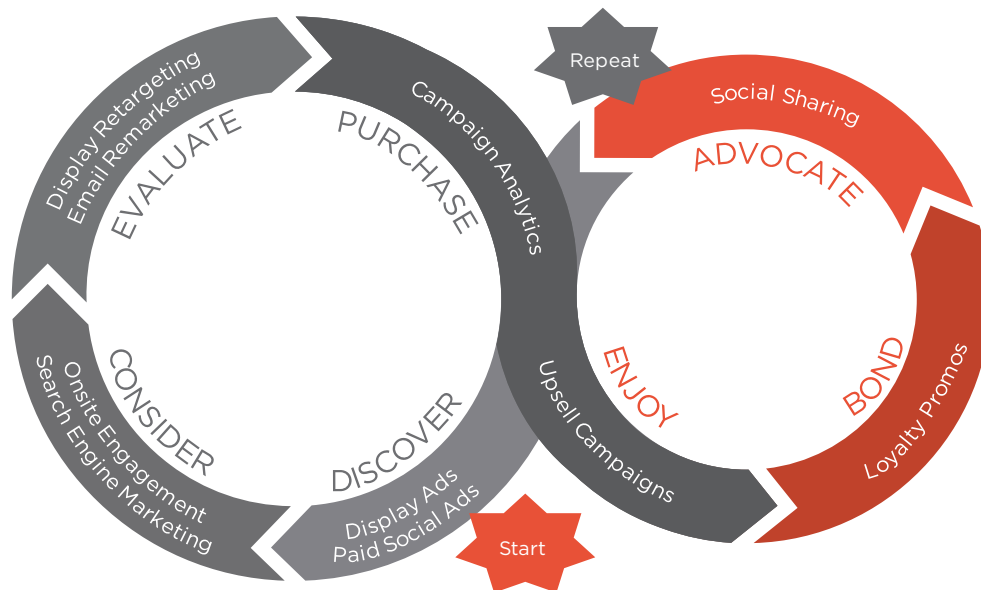 Start
Display Ads
Paid Social Ads
DISCOVER
Onsite Engagement
Search Engine Marketing
CONSIDER
Display Retargeting
Email Remarketing
EVALUATE
Campaign Analytics
PURCHASE
Upsell Campaigns
ENJOY
Loyalty Promos
BOND
Social Sharing
ADVOCATE
Repeat